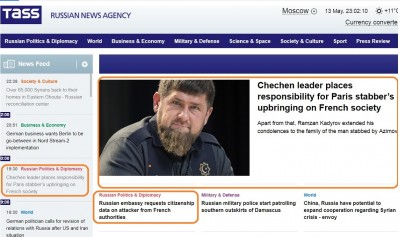 TASS
RUSSIAN NEWS AGENCY
Moscow
13 May, 23:02:10
+11°
Currency converte
Russian Politics & Diplomacy
World
Business & Economy
Military & Defense
Science & Space
Society & Culture
Sport
Press Review
News Feed
22:28 Society & Culture
Over 65,000 Syrians back to their
homes in Eastern Ghouta - Russian
reconciliation center
20:51 Business & Economy
German business wants Berlin to be
go-between in Nord Stream-2
implementation
19:30 Russian Politics & Diplomacy
Chechen leader places responsibility
for Paris stabber's upbringing on
French society
18:39 World
German politicians call for revision of
relations with Russia after US and Iran
situation
Chechen leader places
responsibility for Paris stabber's
upbringing on French society
Apart from that, Ramzan Kadyrov extended his
condolences to the family of the man stabbed by Azimov
Russian Politics & Diplomacy
Russian embassy requests citizenship
data on attacker from French
authorities
Military & Defense
Russian military police start patrolling
southern outskirts of Damascus
World
China, Russia have potential to
expand cooperation regarding Syrian
crisis - envoy